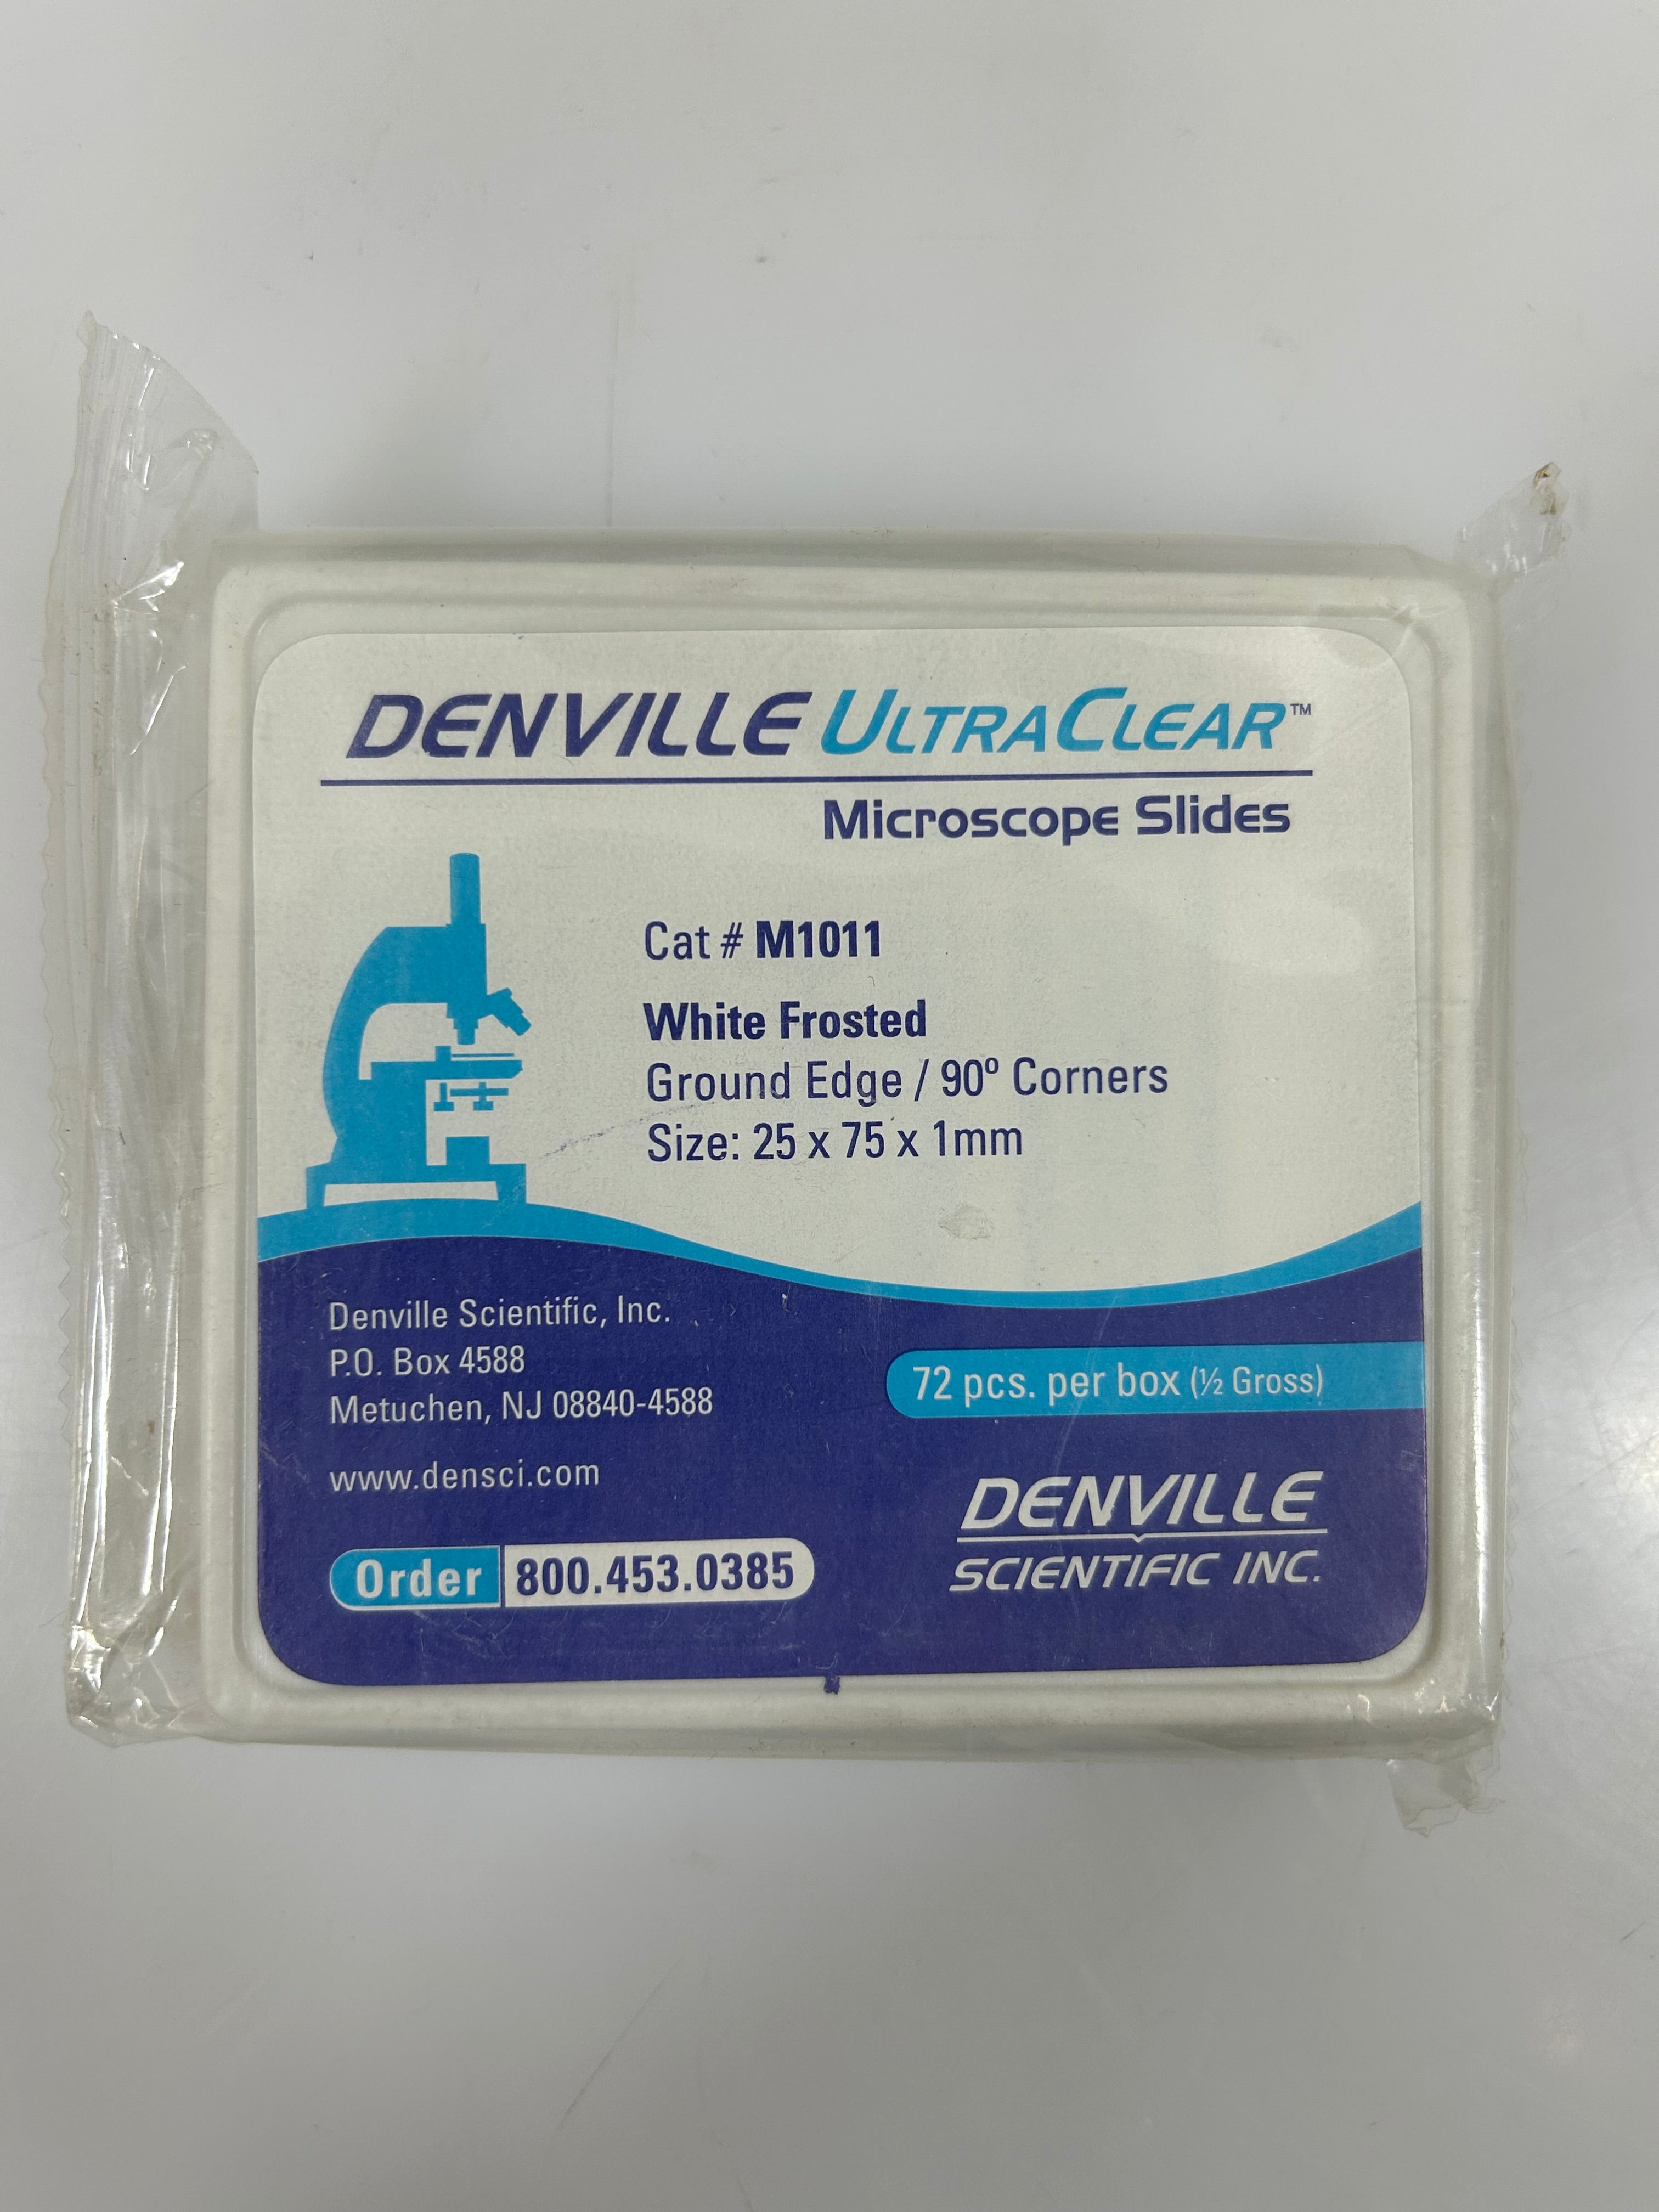 DENVILLE ULTRACLEAR™
Microscope Slides
Cat # M1011
White Frosted
Ground Edge / 90º Corners
Size: 25 x 75 x 1mm
Denville Scientific, Inc.
P.O. Box 4588
Metuchen, NJ 08840-4588
www.densci.com
Order 800.453.0385
72 pcs. per box (½ Gross)
DENVILLE
SCIENTIFIC INC.